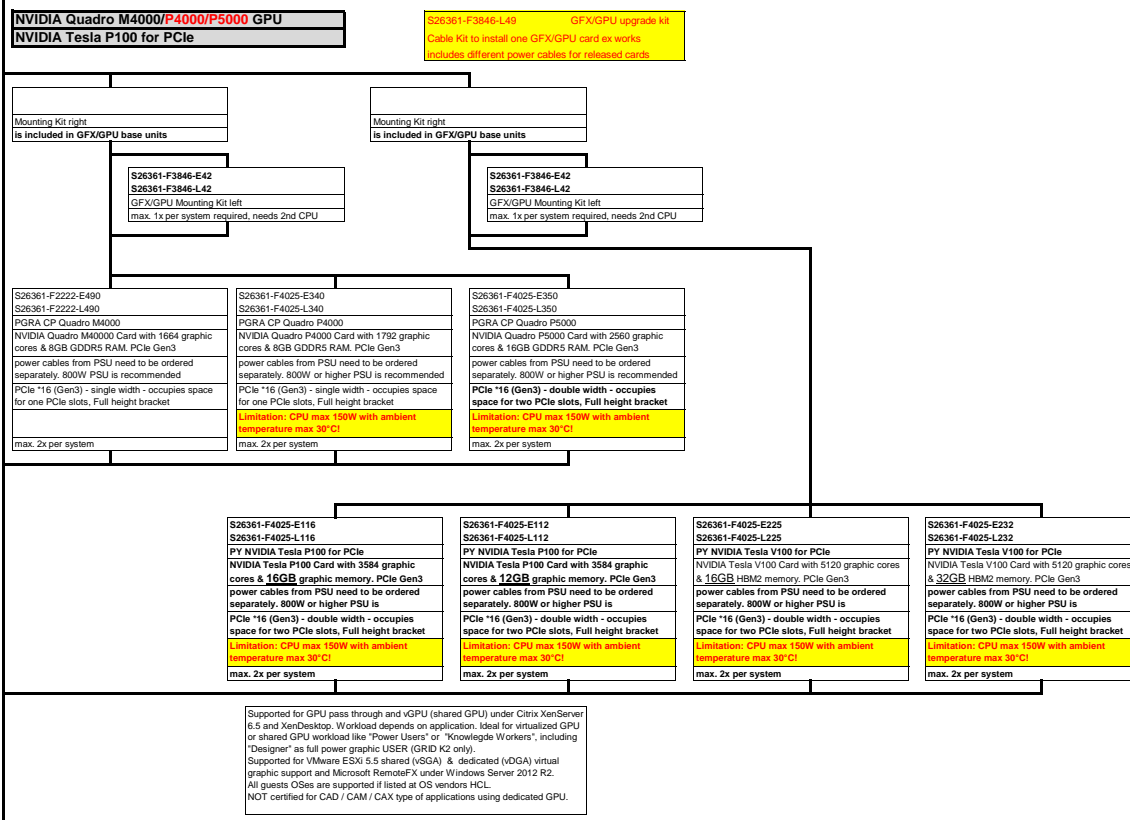 NVIDIA Quadro M4000/P4000/P5000 GPU
NVIDIA Tesla P100 for PCIe
S26361-F3846-L49 GFX/GPU upgrade kit
Cable Kit to install one GFX/GPU card ex works
includes different power cables for released cards
Mounting Kit right
is included in GFX/GPU base units
Mounting Kit right
is included in GFX/GPU base units
S26361-F3846-E42
S26361-F3846-L42
GFX/GPU Mounting Kit left
max. 1x per system required, needs 2nd CPU
S26361-F3846-E42
S26361-F3846-L42
GFX/GPU Mounting Kit left
max. 1x per system required, needs 2nd CPU
S26361-F2222-E490
S26361-F2222-L490
PGRA CP Quadro M4000
NVIDIA Quadro M40000 Card with 1664 graphic
cores & 8GB GDDR5 RAM. PCIe Gen3
power cables from PSU need to be ordered
separately. 800W PSU is recommended
PCIe *16 (Gen3) - single width - occupies space
for one PCIe slots, Full height bracket
max. 2x per system
S26361-F4025-E340
S26361-F4025-L340
PGRA CP Quadro P4000
NVIDIA Quadro P4000 Card with 1792 graphic
cores & 8GB GDDR5 RAM. PCIe Gen3
power cables from PSU need to be ordered
separately. 800W or higher PSU is recommended
PCIe *16 (Gen3) - single width - occupies space
for one PCIe slots, Full height bracket
Limitation: CPU max 150W with ambient
temperature max 30°C!
max. 2x per system
S26361-F4025-E350
S26361-F4025-L350
PGRA CP Quadro P5000
NVIDIA Quadro P5000 Card with 2560 graphic
cores & 16GB GDDR5 RAM. PCIe Gen3
power cables from PSU need to be ordered
separately. 800W or higher PSU is recommended
PCIe *16 (Gen3) - double width - occupies
space for two PCIe slots, Full height bracket
Limitation: CPU max 150W with ambient
temperature max 30°C!
max. 2x per system
S26361-F4025-E116
S26361-F4025-L116
PY NVIDIA Tesla P100 for PCIe
NVIDIA Tesla P100 Card with 3584 graphic
cores & 16GB graphic memory. PCIe Gen3
power cables from PSU need to be ordered
separately. 800W or higher PSU is
PCIe *16 (Gen3) - double width - occupies
space for two PCIe slots, Full height bracket
Limitation: CPU max 150W with ambient
temperature max 30°C!
max. 2x per system
S26361-F4025-E112
S26361-F4025-L112
PY NVIDIA Tesla P100 for PCIe
NVIDIA Tesla P100 Card with 3584 graphic
cores & 12GB graphic memory. PCIe Gen3
power cables from PSU need to be ordered
separately. 800W or higher PSU is
PCIe *16 (Gen3) - double width - occupies
space for two PCIe slots, Full height bracket
Limitation: CPU max 150W with ambient
temperature max 30°C!
max. 2x per system
S26361-F4025-E225
S26361-F4025-L225
PY NVIDIA Tesla V100 for PCIe
NVIDIA Tesla V100 Card with 5120 graphic cores
& 16GB HBM2 memory. PCIe Gen3
power cables from PSU need to be ordered
separately. 800W or higher PSU is
PCIe *16 (Gen3) - double width - occupies
space for two PCIe slots, Full height bracket
Limitation: CPU max 150W with ambient
temperature max 30°C!
max. 2x per system
S26361-F4025-E232
S26361-F4025-L232
PY NVIDIA Tesla V100 for PCIe
NVIDIA Tesla V100 Card with 5120 graphic cores
& 32GB HBM2 memory. PCIe Gen3
power cables from PSU need to be ordered
separately. 800W or higher PSU is
PCIe *16 (Gen3) - double width - occupies
space for two PCIe slots, Full height bracket
Limitation: CPU max 150W with ambient
temperature max 30°C!
max. 2x per system
Supported for GPU pass through and vGPU (shared GPU) under Citrix XenServer
6.5 and XenDesktop. Workload depends on application. Ideal for virtualized GPU
or shared GPU workload like "Power Users" or "Knowlegde Workers", including
"Designer" as full power graphic USER (GRID K2 only).
Supported for VMware ESXi 5.5 shared (vSGA) & dedicated (vDGA) virtual
graphic support and Microsoft RemoteFX under Windows Server 2012 R2.
All guests OSes are supported if listed at OS vendors HCL.
NOT certified for CAD / CAM / CAX type of applications using dedicated GPU.